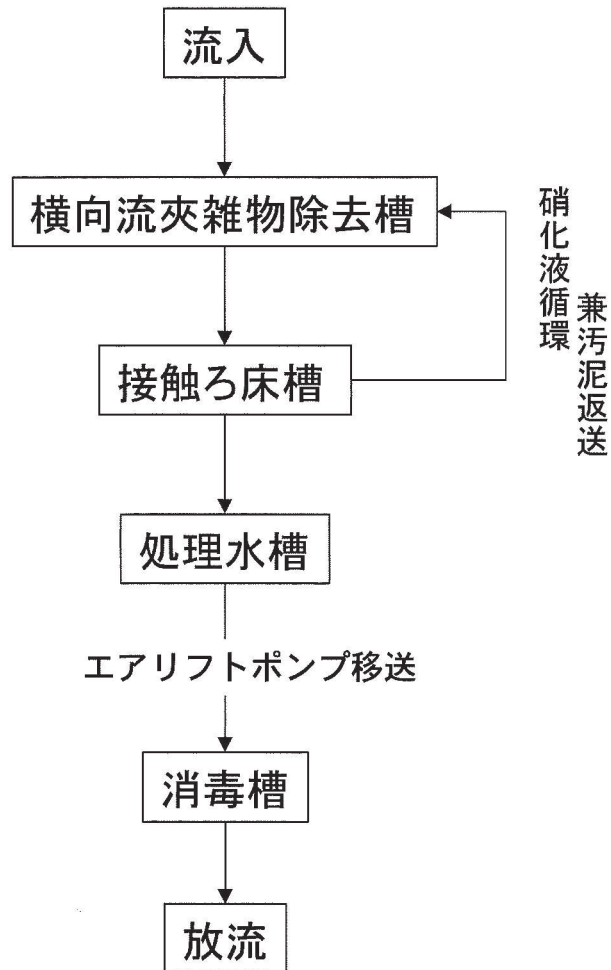 流入
横向流夾雑物除去槽
硝化液循環
兼汚泥返送
接触ろ床槽
処理水槽
エアリフトポンプ移送
消毒槽
放流